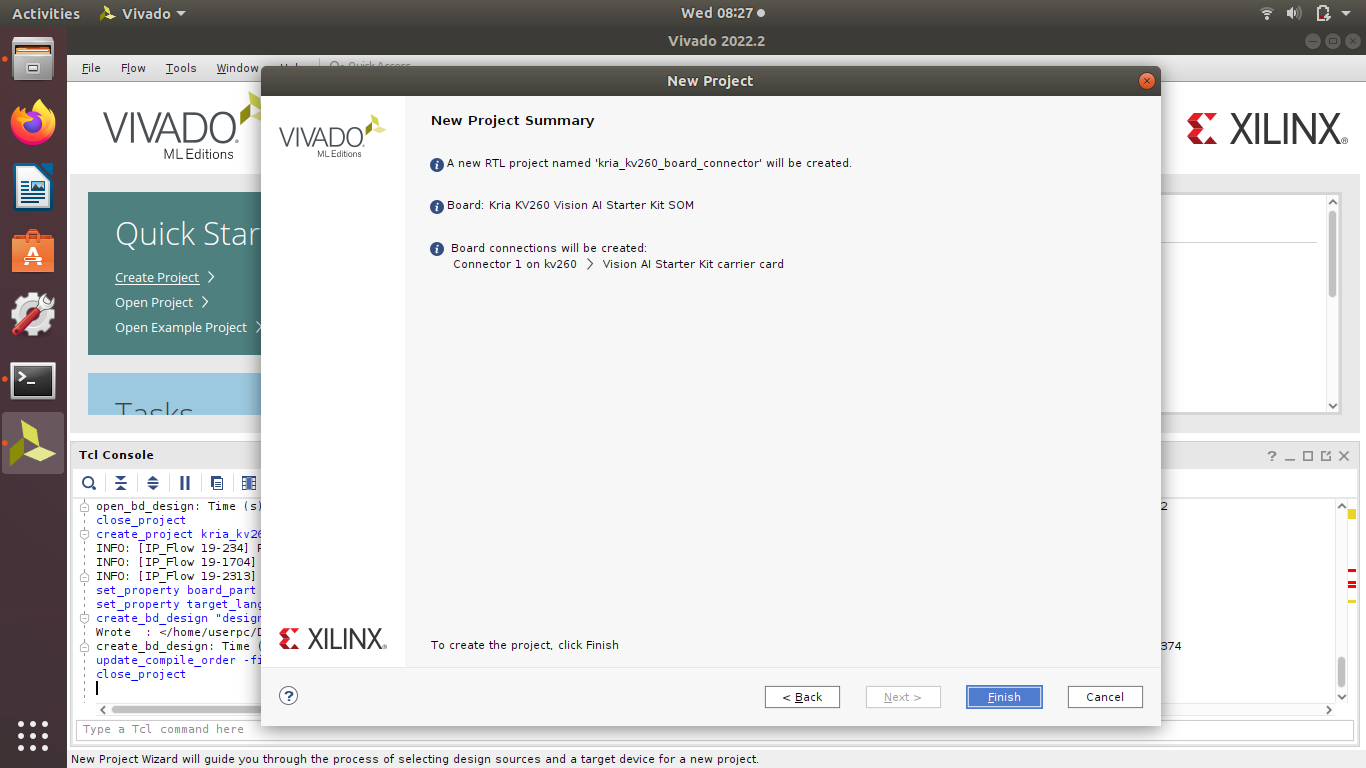 Activities
Vivado
Wed 08:27
Vivado 2022.2
File Flow Tools Window
Quick Access
New Project
VIVADO
ML Editions
XILINX
Quick Star
Create Project
Open Project
Open Example Project
Tasks
VIVADO
ML Editions
New Project Summary
A new RTL project named 'kria_kv260_board_connector' will be created.
Board: Kria KV260 Vision AI Starter Kit SOM
Board connections will be created:
Connector 1 on kv260 > Vision AI Starter Kit carrier card
XILINX
To create the project, click Finish
?
< Back Next > Finish Cancel
Tcl Console
open_bd_design: Time (s)
2
close_project
create_project kria_kv26
INFO: [IP_Flow 19-234]
INFO: [IP_Flow 19-1704]
INFO: [IP_Flow 19-2313]
set_property board_part
set_property target_lang
create_bd_design "design
Wrote : </home/userpc/D
create_bd_design: Time (
374
update_compile_order -fi
close_project
Type a Tcl command here
New Project Wizard will guide you through the process of selecting design sources and a target device for a new project.